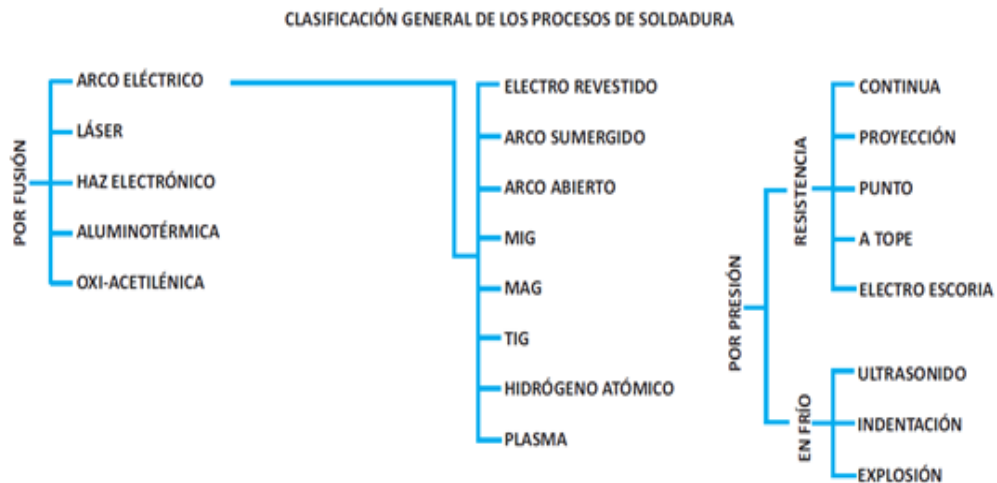 CLASIFICACIÓN GENERAL DE LOS PROCESOS DE SOLDADURA
POR FUSIÓN
ARCO ELÉCTRICO
LÁSER
HAZ ELECTRÓNICO
ALUMINOTÉRMICA
OXI-ACETILÉNICA
ELECTRO REVESTIDO
ARCO SUMERGIDO
ARCO ABIERTO
MIG
MAG
TIG
HIDRÓGENO ATÓMICO
PLASMA
POR PRESIÓN
RESISTENCIA
CONTINUA
PROYECCIÓN
PUNTO
A TOPE
ELECTRO ESCORIA
EN FRÍO
ULTRASONIDO
INDENTACIÓN
EXPLOSIÓN